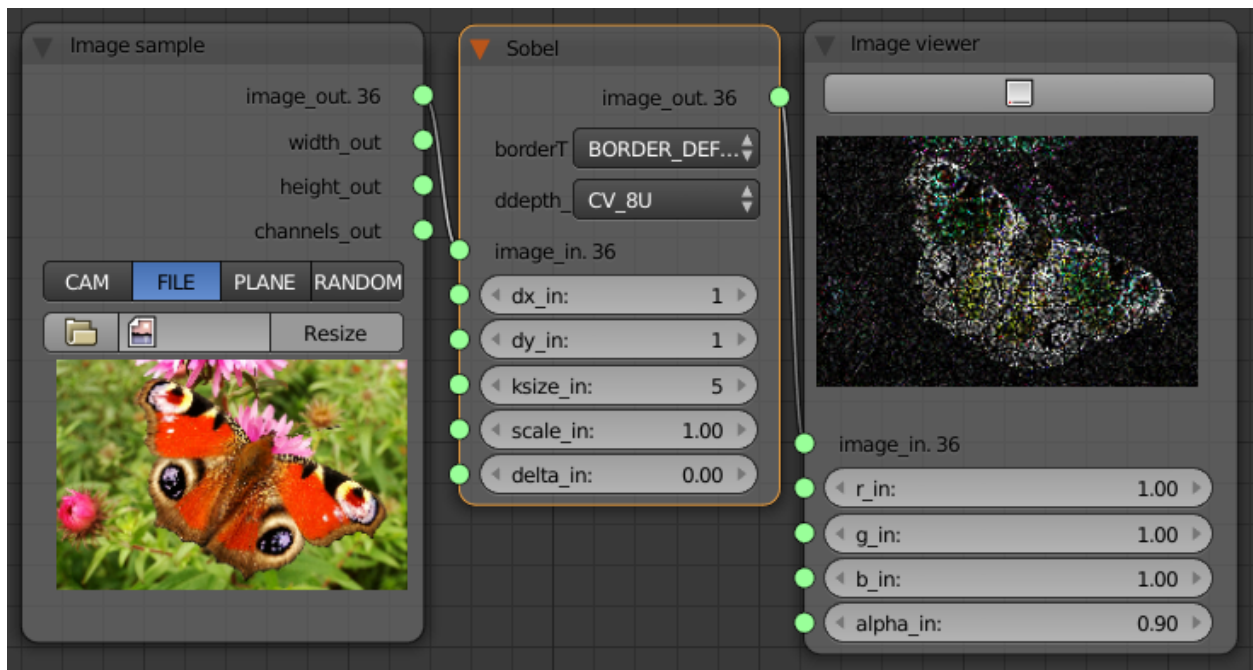 Image sample
image_out. 36
width_out
height_out
channels_out
CAM FILE PLANE RANDOM
Resize
Sobel
image_out. 36
borderT BORDER_DEF...
ddepth_ CV_8U
image_in. 36
dx_in: 1
dy_in: 1
ksize_in: 5
scale_in: 1.00
delta_in: 0.00
Image viewer
image_in. 36
r_in: 1.00
g_in: 1.00
b_in: 1.00
alpha_in: 0.90